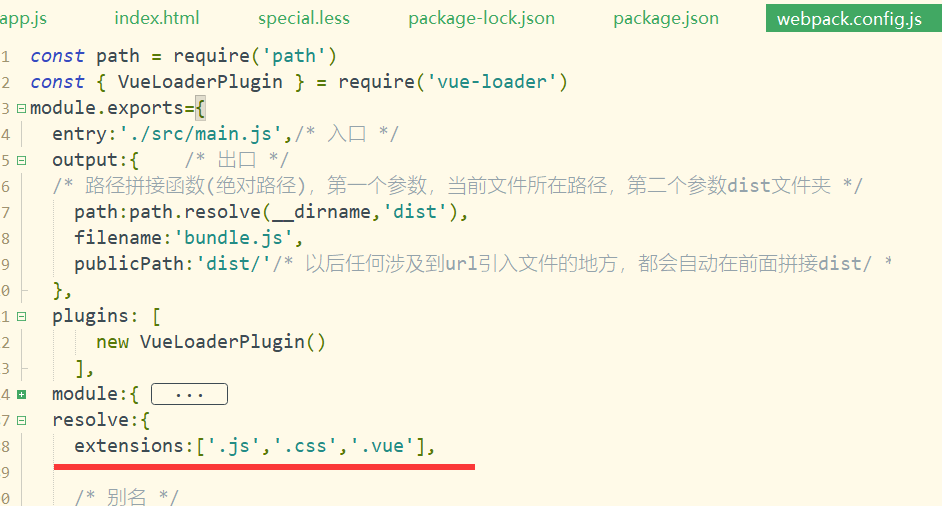 app.js index.html special.less package-lock.json package.json webpack.config.js
1 const path = require('path')
2 const { VueLoaderPlugin } = require('vue-loader')
3 module.exports={
4 entry:'./src/main.js',/* 入口 */
5 output:{ /* 出口 */
6 /* 路径拼接函数(绝对路径)，第一个参数，当前文件所在路径，第二个参数dist文件夹 */
7 path:path.resolve(__dirname,'dist'),
8 filename:'bundle.js',
9 publicPath:'dist/'/* 以后任何涉及到url引入文件的地方，都会自动在前面拼接dist/ *
0 },
1 plugins: [
2 new VueLoaderPlugin()
3 ],
4 module:{ ...
7 resolve:{
8 extensions:['.js','.css','.vue'],
9
0 /* 别名 */